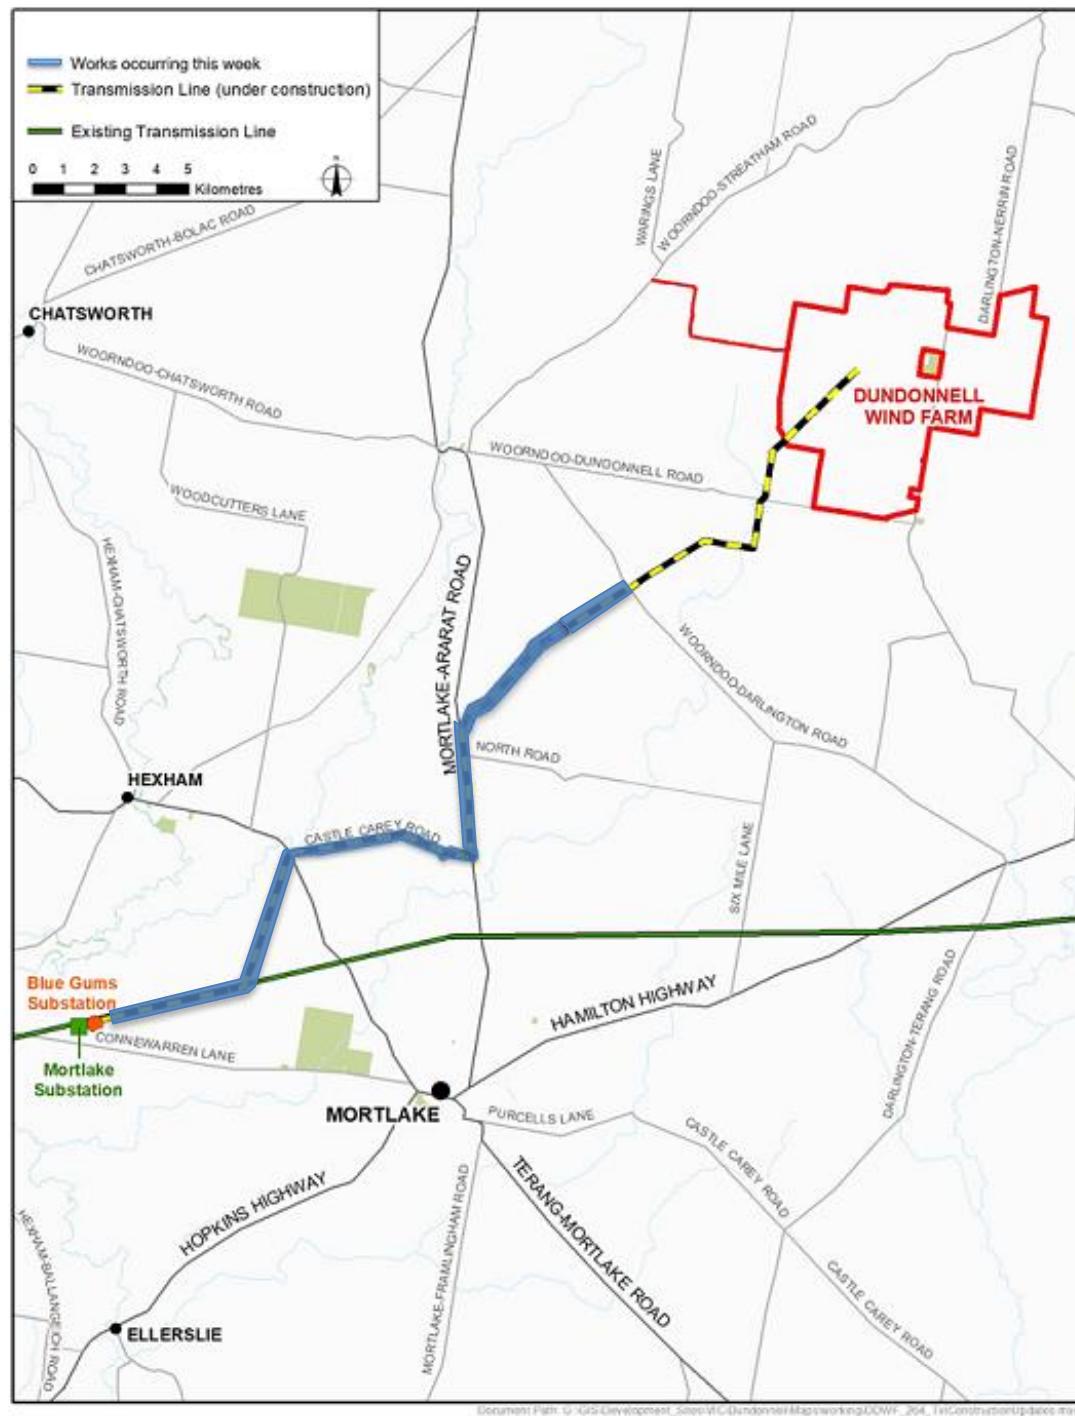 Works occurring this week
Transmission Line (under construction)
Existing Transmission Line
0 1 2 3 4 5
Kilometres
N
CHATSWORTH-BOLAC ROAD
WARINGS LANE
WOORNDOO-STREATHAM ROAD
DARLINGTON-NERRIN ROAD
CHATSWORTH
WOORNDOO-CHATSWORTH ROAD
DUNDONNELL
WIND FARM
WOORNDOO-DUNDONNELL ROAD
WOODCUTTERS LANE
HEXHAM-CHATSWORTH ROAD
MORTLAKE-ARARAT ROAD
WOORNDOO-DARLINGTON ROAD
NORTH ROAD
HEXHAM
CASTLE CAREY ROAD
SIX MILE LANE
Blue Gums
Substation
HAMILTON HIGHWAY
DARLINGTON-TERANG ROAD
CONNEWARREN LANE
Mortlake
Substation
MORTLAKE
PURCELLS LANE
CASTLE CAREY ROAD
HOPKINS HIGHWAY
TERANG-MORTLAKE ROAD
MORTLAKE-FRAMLINGHAM ROAD
HEXHAM-BALLANGEICH ROAD
CASTLE CAREY ROAD
ELLERSLIE